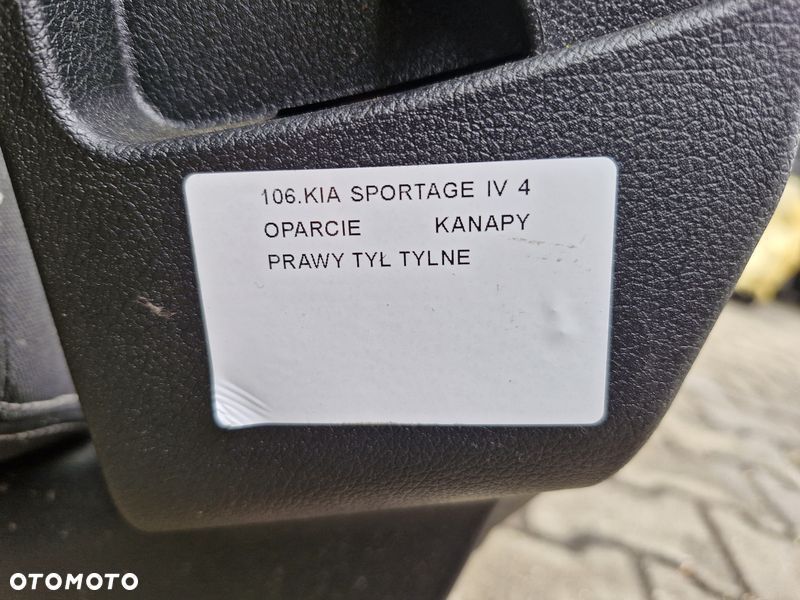 106.KIA SPORTAGE IV 4
OPARCIE KANAPY
PRAWY TYŁ TYLNE
OTOMOTO